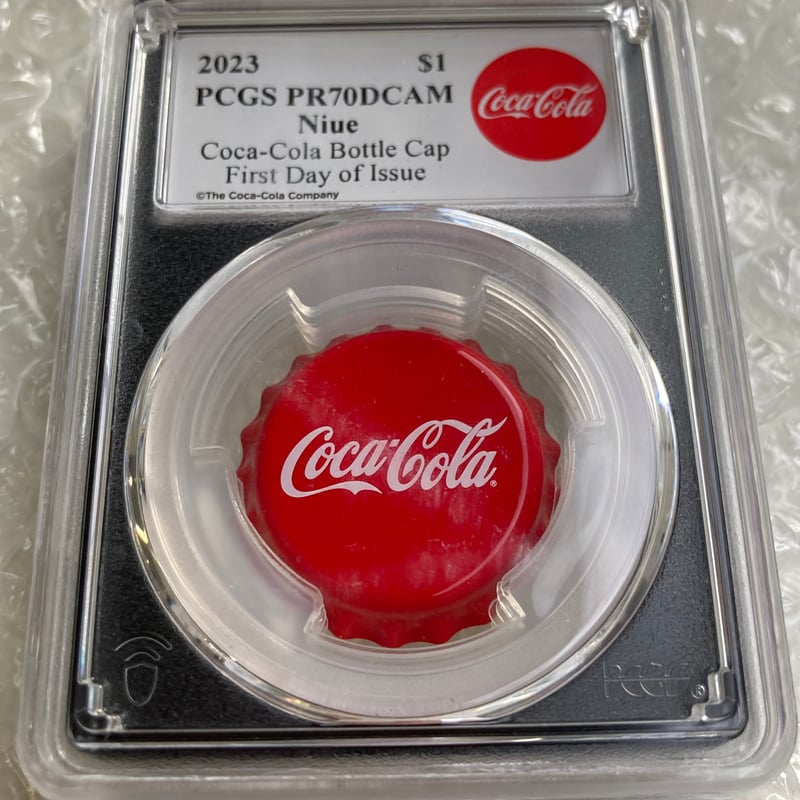 2023 $1
PCGS PR70DCAM
Niue
Coca-Cola Bottle Cap
First Day of Issue
©The Coca-Cola Company
Coca-Cola
Coca-Cola®
PCGS®